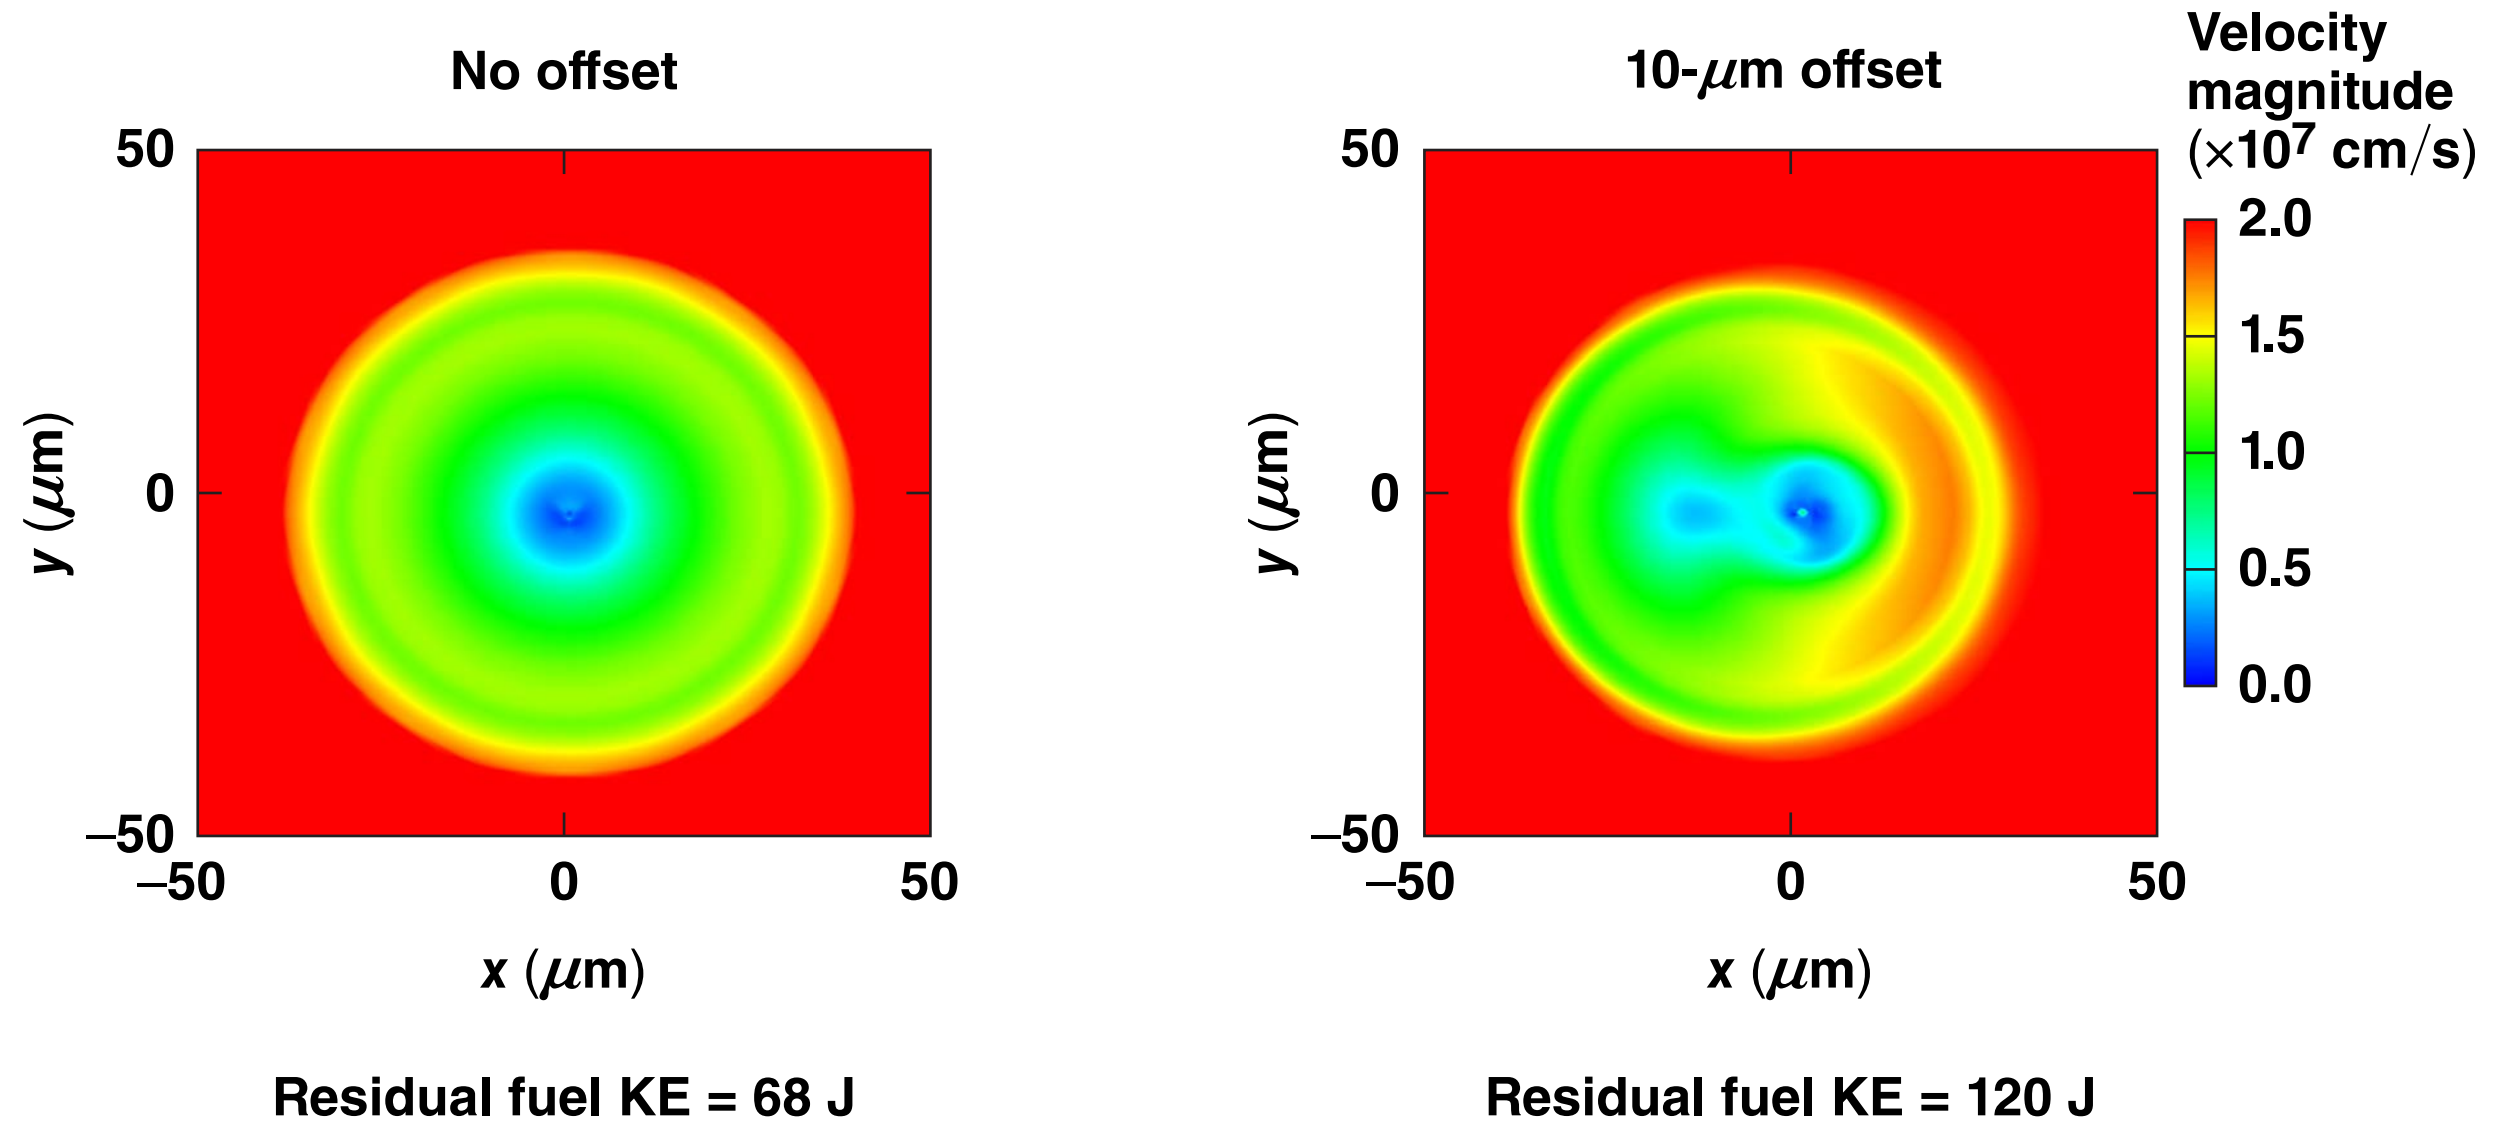 No offset
10-μm offset
Velocity
magnitude
(×10⁷ cm/s)
50
0
–50
y (μm)
–50 0 50
x (μm)
50
0
–50
y (μm)
–50 0 50
x (μm)
2.0
1.5
1.0
0.5
0.0
Residual fuel KE = 68 J
Residual fuel KE = 120 J